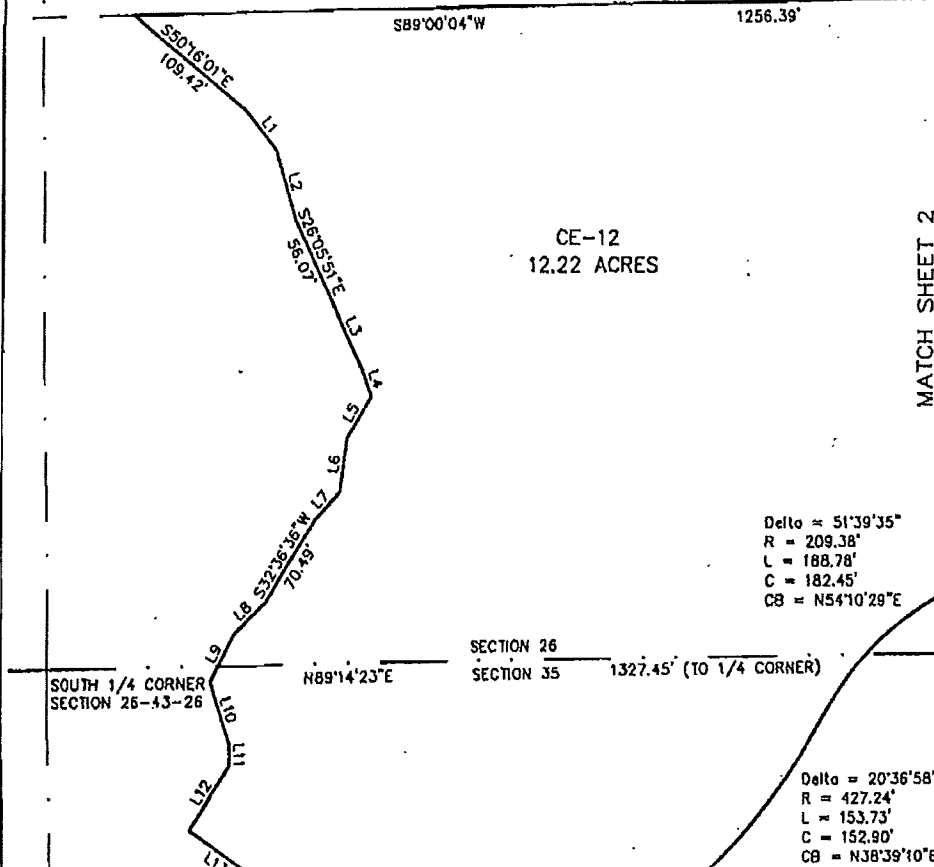 S89°00'04"W
1256.39'
S50°16'01"E
109.42'
L1
L2
S26°05'51"E
56.07'
CE-12
12.22 ACRES
MATCH SHEET 2
L3
L4
L5
L6
L7
S32°36'36"W
70.49'
L8
L9
Delta = 51°39'35"
R = 209.38'
L = 188.78'
C = 182.45'
CB = N54°10'29"E
SECTION 26
SECTION 35
N89°14'23"E
1327.45' (TO 1/4 CORNER)
SOUTH 1/4 CORNER
SECTION 26-43-26
L10
L11
L12
L13
Delta = 20°36'58"
R = 427.24'
L = 153.73'
C = 152.90'
CB = N38°39'10"E